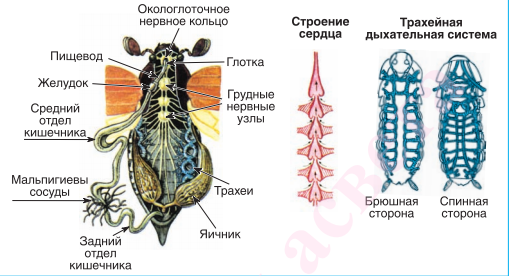 Окологлоточное
нервное кольцо
Пищевод
Глотка
Желудок
Грудные
нервные
узлы
Средний
отдел
кишечника
Мальпигиевы
сосуды
Трахеи
Яичник
Задний
отдел
кишечника
Строение
сердца
Трахейная
дыхательная система
Брюшная
сторона
Спинная
сторона